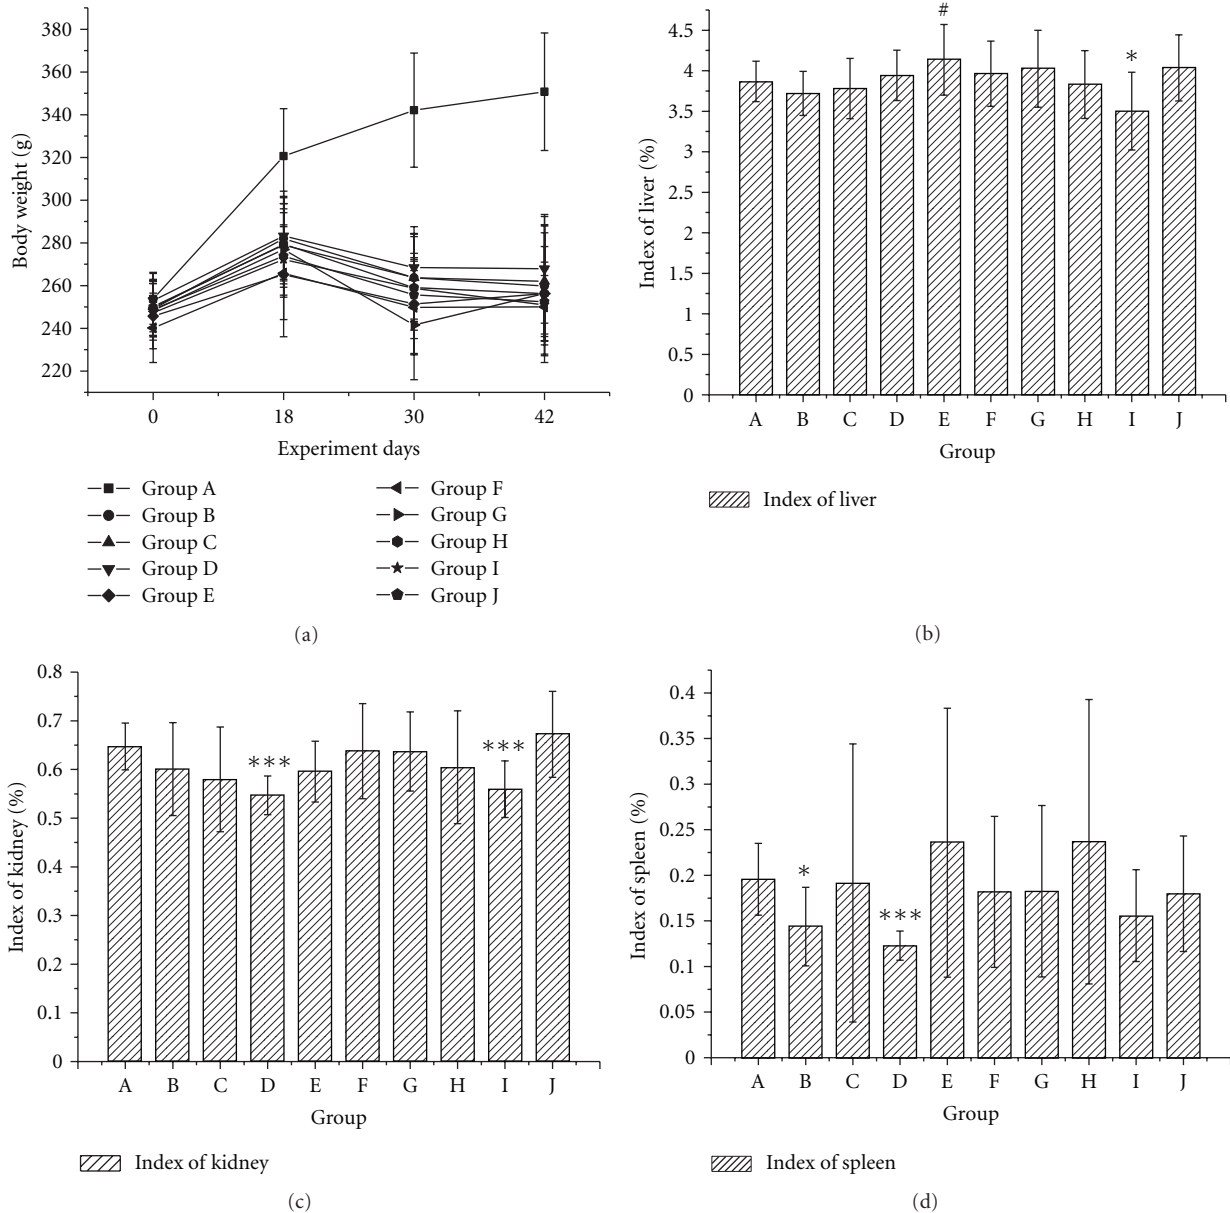 380
360
340
320
300
280
260
240
220
Body weight (g)
0 18 30 42
Experiment days
Group A
Group B
Group C
Group D
Group E
Group F
Group G
Group H
Group I
Group J
(a)
4.5
4
3.5
3
2.5
2
1.5
1
0.5
0
Index of liver (%)
#
*
A B C D E F G H I J
Group
Index of liver
(b)
0.8
0.7
0.6
0.5
0.4
0.3
0.2
0.1
0
Index of kidney (%)
*** ***
A B C D E F G H I J
Group
Index of kidney
(c)
0.4
0.35
0.3
0.25
0.2
0.15
0.1
0.05
0
Index of spleen (%)
*
***
A B C D E F G H I J
Group
Index of spleen
(d)